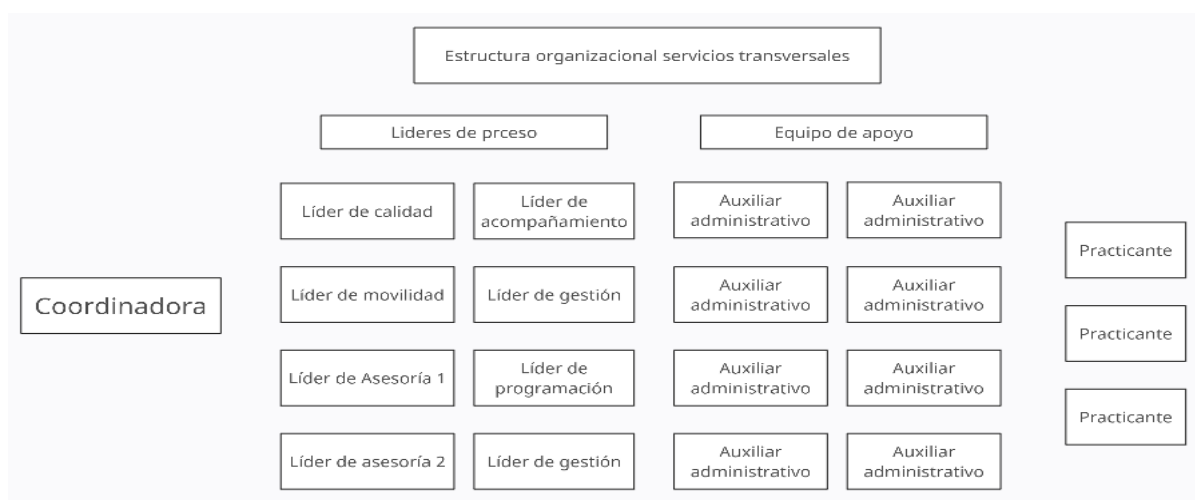 Estructura organizacional servicios transversales
Lideres de prceso
Equipo de apoyo
Líder de calidad
Líder de
acompañamiento
Auxiliar
administrativo
Auxiliar
administrativo
Practicante
Coordinadora
Líder de movilidad
Líder de gestión
Auxiliar
administrativo
Auxiliar
administrativo
Practicante
Líder de Asesoría 1
Líder de
programación
Auxiliar
administrativo
Auxiliar
administrativo
Practicante
Líder de asesoría 2
Líder de gestión
Auxiliar
administrativo
Auxiliar
administrativo